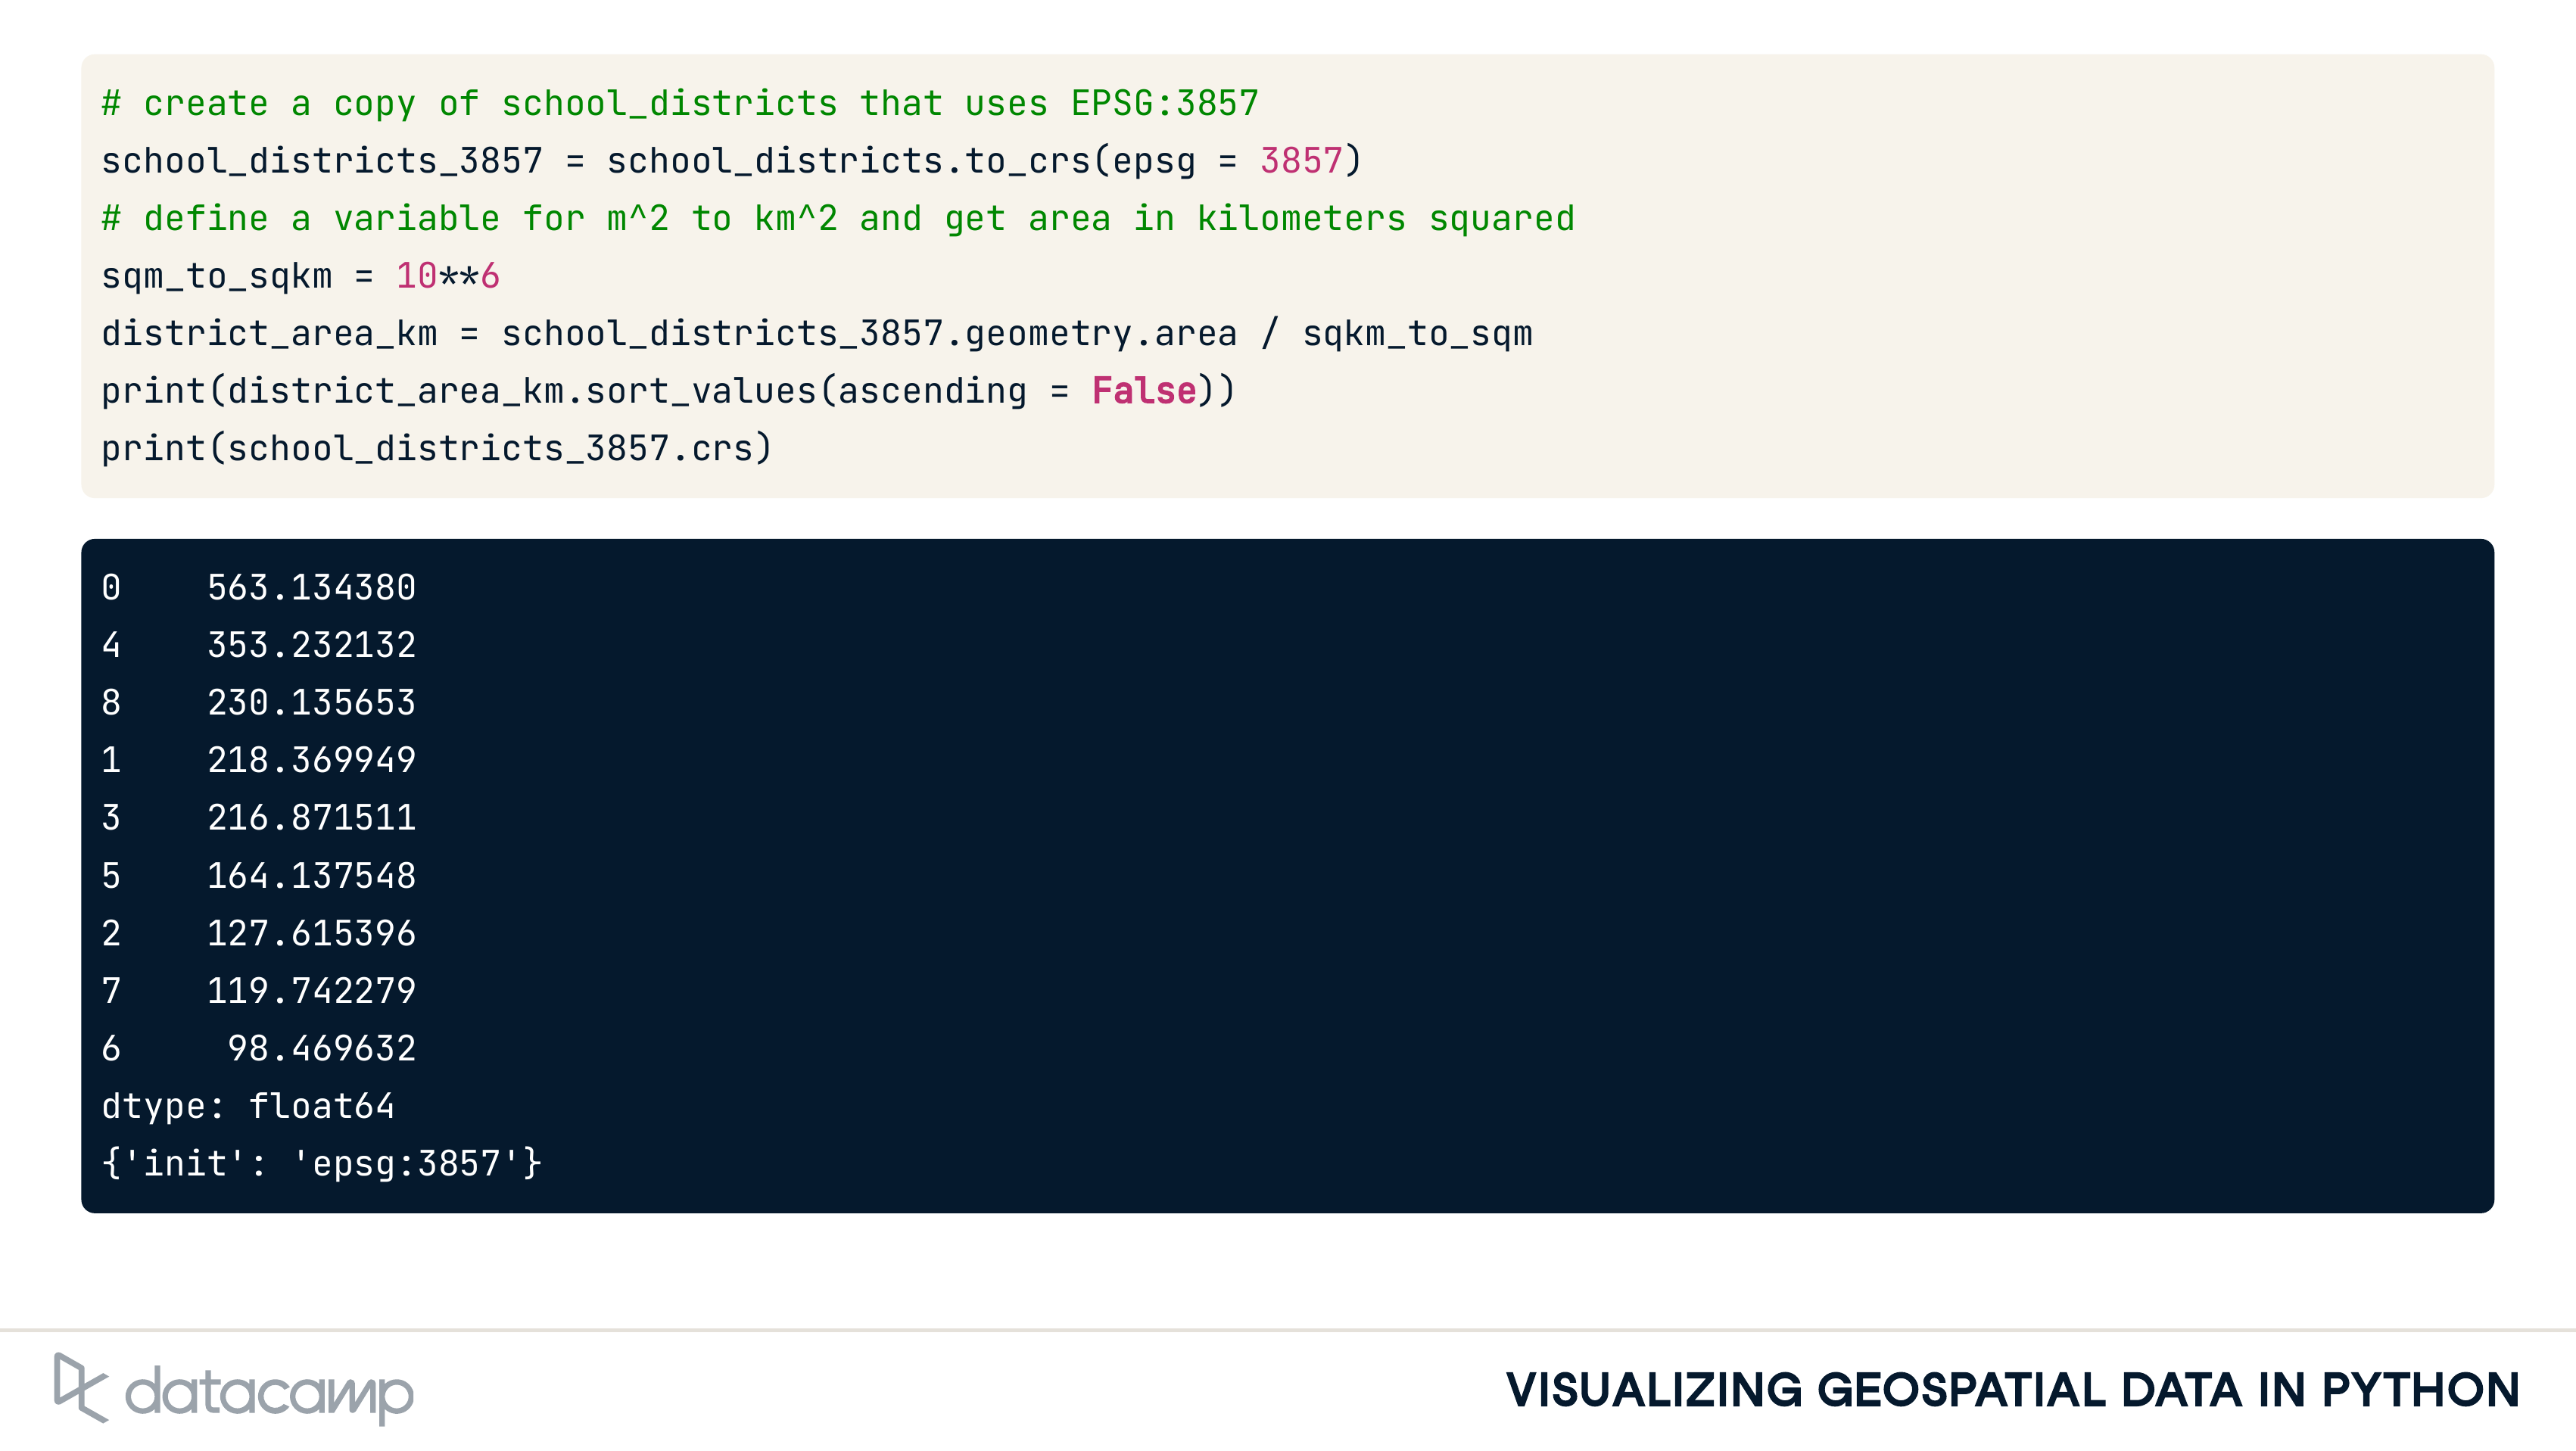 # create a copy of school_districts that uses EPSG:3857
school_districts_3857 = school_districts.to_crs(epsg = 3857)
# define a variable for m^2 to km^2 and get area in kilometers squared
sqm_to_sqkm = 10**6
district_area_km = school_districts_3857.geometry.area / sqkm_to_sqm
print(district_area_km.sort_values(ascending = False))
print(school_districts_3857.crs)
0    563.134380
4    353.232132
8    230.135653
1    218.369949
3    216.871511
5    164.137548
2    127.615396
7    119.742279
6     98.469632
dtype: float64
{'init': 'epsg:3857'}
datacamp
VISUALIZING GEOSPATIAL DATA IN PYTHON